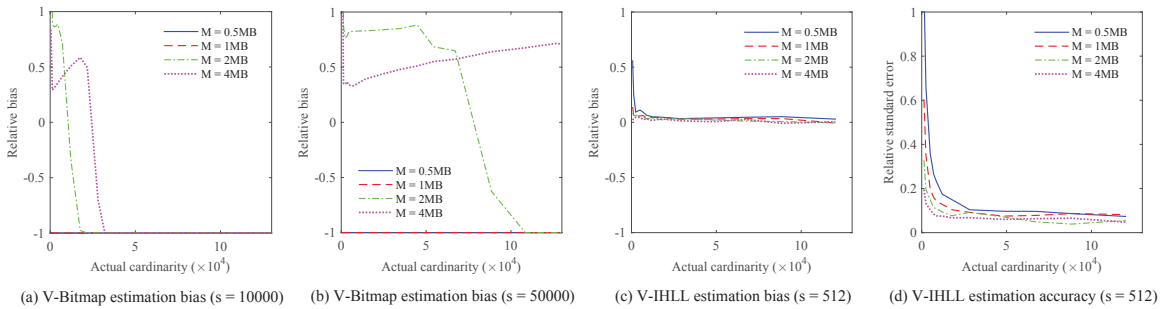 1
0.5
0
-0.5
-1
Relative bias
M = 0.5MB
M = 1MB
M = 2MB
M = 4MB
0
5
10
Actual cardinarity (×10⁴)
(a) V-Bitmap estimation bias (s = 10000)
1
0.5
0
-0.5
-1
Relative bias
M = 0.5MB
M = 1MB
M = 2MB
M = 4MB
0
5
10
Actual cardinarity (×10⁴)
(b) V-Bitmap estimation bias (s = 50000)
1
0.5
0
-0.5
-1
Relative bias
M = 0.5MB
M = 1MB
M = 2MB
M = 4MB
0
5
10
Actual cardinarity (×10⁴)
(c) V-IHLL estimation bias (s = 512)
1
0.8
0.6
0.4
0.2
0
Relative standard error
M = 0.5MB
M = 1MB
M = 2MB
M = 4MB
0
5
10
Actual cardinarity (×10⁴)
(d) V-IHLL estimation accuracy (s = 512)